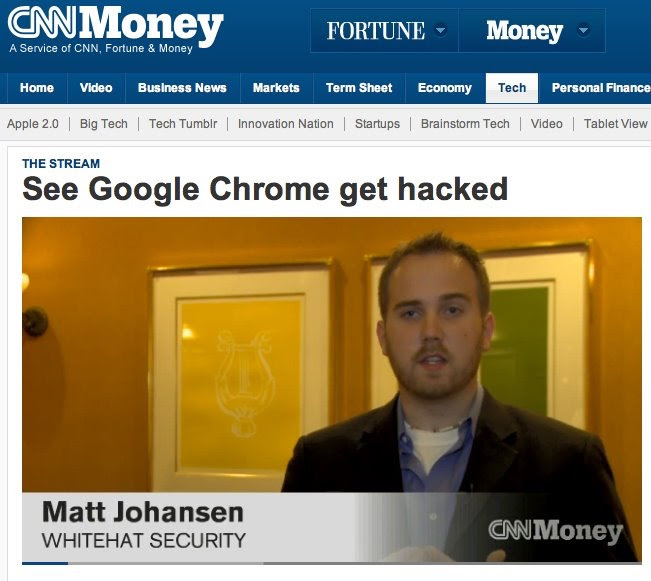 CNNMoney
A Service of CNN, Fortune & Money
FORTUNE
Money
Home Video Business News Markets Term Sheet Economy Tech Personal Finance
Apple 2.0 Big Tech Tech Tumblr Innovation Nation Startups Brainstorm Tech Video Tablet View
THE STREAM
See Google Chrome get hacked
Matt Johansen
WHITEHAT SECURITY
CNNMoney